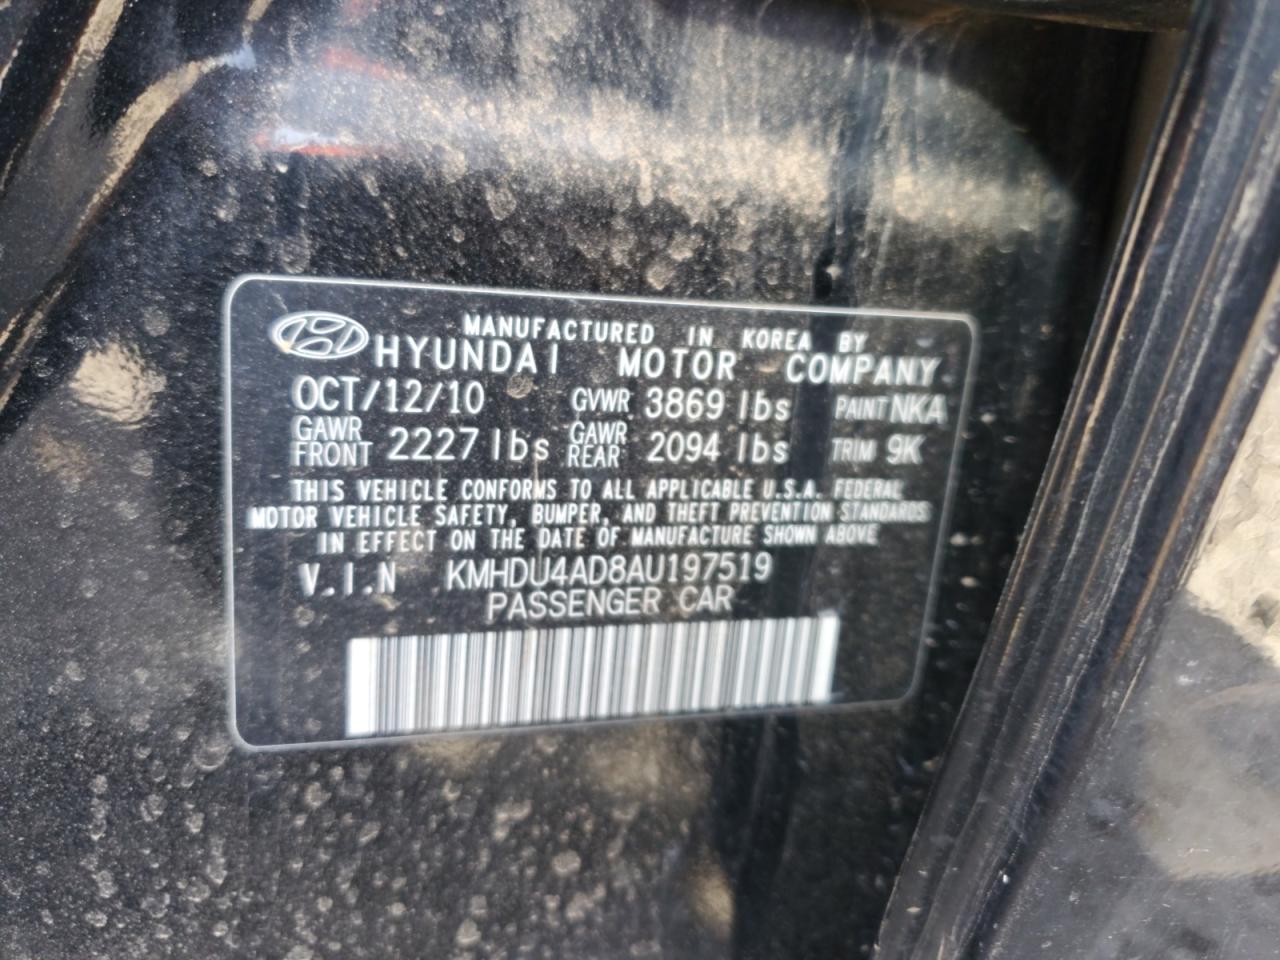 MANUFACTURED IN KOREA BY
HYUNDAI MOTOR COMPANY
OCT/12/10 GVWR 3869 lbs PAINT NKA
GAWR FRONT 2227 lbs GAWR REAR 2094 lbs TRIM 9K
THIS VEHICLE CONFORMS TO ALL APPLICABLE U.S.A. FEDERAL
MOTOR VEHICLE SAFETY, BUMPER, AND THEFT PREVENTION STANDARDS
IN EFFECT ON THE DATE OF MANUFACTURE SHOWN ABOVE
V.I.N KMHDU4AD8AU197519
PASSENGER CAR